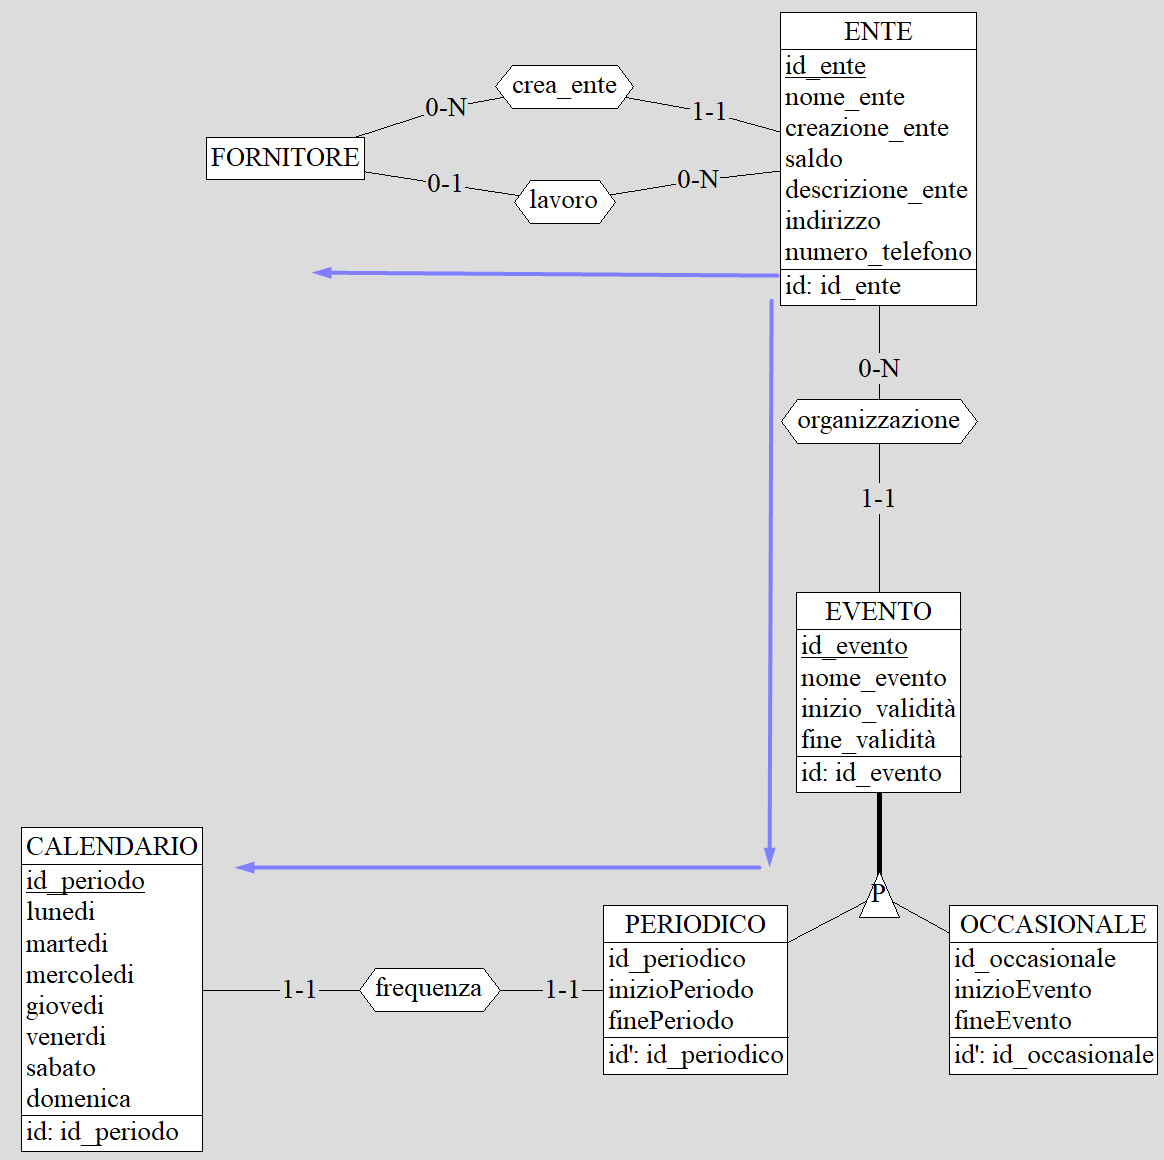 ENTE
id_ente
nome_ente
creazione_ente
saldo
descrizione_ente
indirizzo
numero_telefono
id: id_ente
crea_ente
0-N
1-1
FORNITORE
0-1
lavoro
0-N
0-N
organizzazione
1-1
EVENTO
id_evento
nome_evento
inizio_validità
fine_validità
id: id_evento
P
CALENDARIO
id_periodo
lunedi
martedi
mercoledi
giovedi
venerdi
sabato
domenica
id: id_periodo
1-1
frequenza
1-1
PERIODICO
id_periodico
inizioPeriodo
finePeriodo
id': id_periodico
OCCASIONALE
id_occasionale
inizioEvento
fineEvento
id': id_occasionale